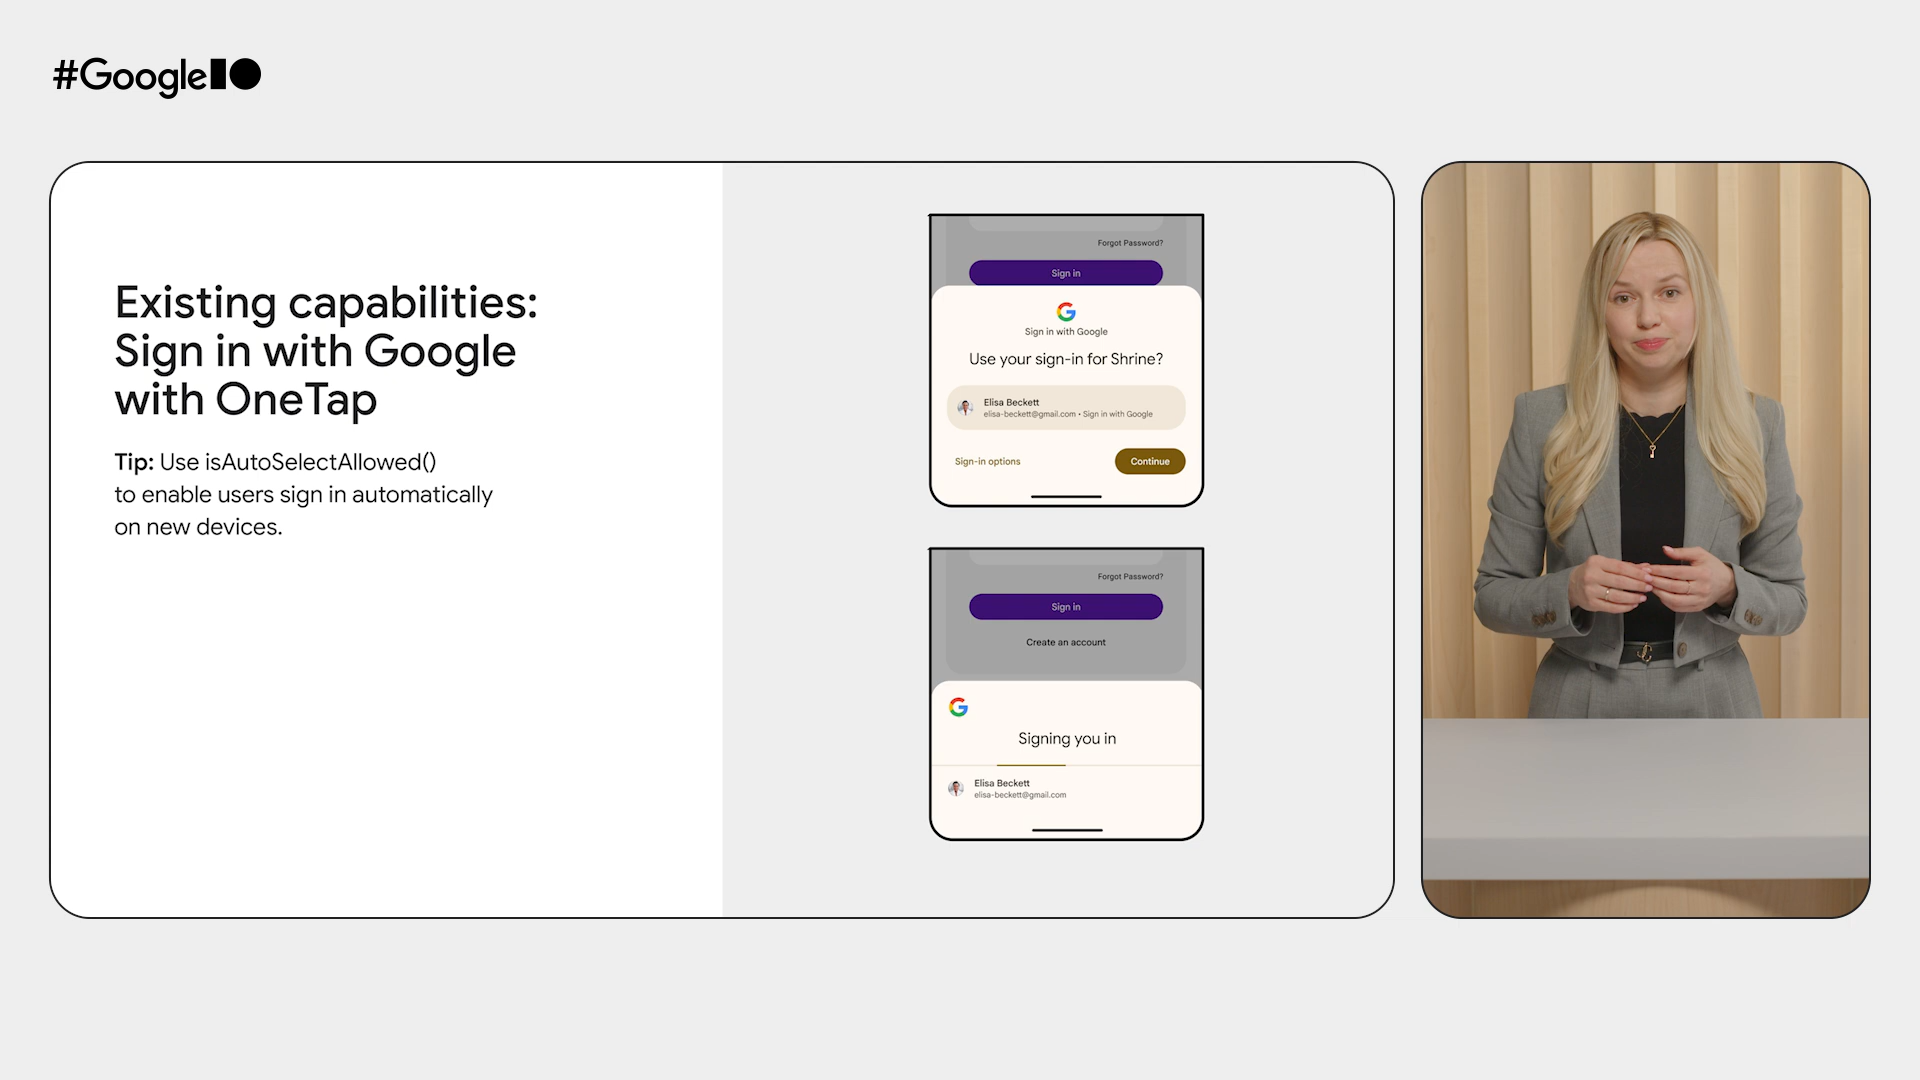 #GoogleIO
Existing capabilities:
Sign in with Google
with OneTap
Tip: Use isAutoSelectAllowed()
to enable users sign in automatically
on new devices.
Forgot Password?
Sign in
Sign in with Google
Use your sign-in for Shrine?
Elisa Beckett
elisa-beckett@gmail.com • Sign in with Google
Sign-in options
Continue
Forgot Password?
Sign in
Create an account
Signing you in
Elisa Beckett
elisa-beckett@gmail.com